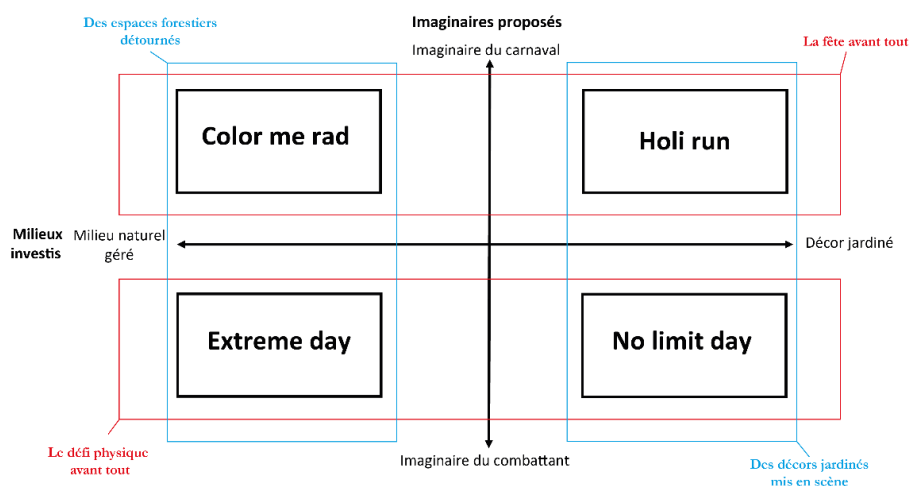 Des espaces forestiers
détournés
Imaginaires proposés
Imaginaire du carnaval
La fête avant tout
Color me rad
Holi run
Milieux
investis
Milieu naturel
géré
Décor jardiné
Extreme day
No limit day
Le défi physique
avant tout
Imaginaire du combattant
Des décors jardinés
mis en scène